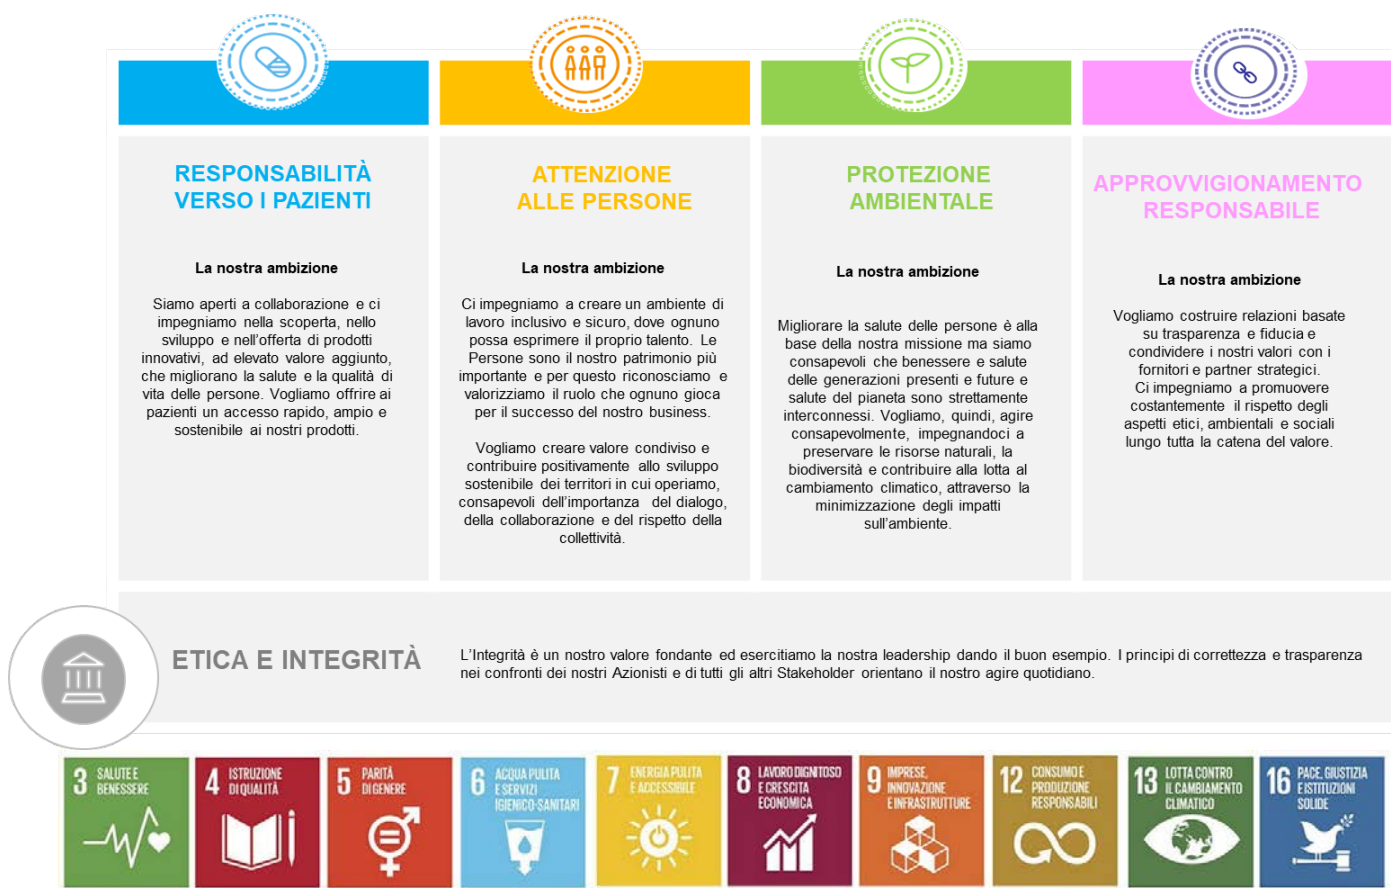 RESPONSABILITÀ
VERSO I PAZIENTI
La nostra ambizione
Siamo aperti a collaborazione e ci
impegniamo nella scoperta, nello
sviluppo e nell’offerta di prodotti
innovativi, ad elevato valore aggiunto,
che migliorano la salute e la qualità di
vita delle persone. Vogliamo offrire ai
pazienti un accesso rapido, ampio e
sostenibile ai nostri prodotti.
ATTENZIONE
ALLE PERSONE
La nostra ambizione
Ci impegniamo a creare un ambiente di
lavoro inclusivo e sicuro, dove ognuno
possa esprimere il proprio talento. Le
Persone sono il nostro patrimonio più
importante e per questo riconosciamo e
valorizziamo il ruolo che ognuno gioca
per il successo del nostro business.
Vogliamo creare valore condiviso e
contribuire positivamente allo sviluppo
sostenibile dei territori in cui operiamo,
consapevoli dell’importanza del dialogo,
della collaborazione e del rispetto della
collettività.
PROTEZIONE
AMBIENTALE
La nostra ambizione
Migliorare la salute delle persone è alla
base della nostra missione ma siamo
consapevoli che benessere e salute
delle generazioni presenti e future e
salute del pianeta sono strettamente
interconnessi. Vogliamo, quindi, agire
consapevolmente, impegnandoci a
preservare le risorse naturali, la
biodiversità e contribuire alla lotta al
cambiamento climatico, attraverso la
minimizzazione degli impatti
sull’ambiente.
APPROVVIGIONAMENTO
RESPONSABILE
La nostra ambizione
Vogliamo costruire relazioni basate
su trasparenza e fiducia e
condividere i nostri valori con i
fornitori e partner strategici.
Ci impegniamo a promuovere
costantemente il rispetto degli
aspetti etici, ambientali e sociali
lungo tutta la catena del valore.
ETICA E INTEGRITÀ
L’Integrità è un nostro valore fondante ed esercitiamo la nostra leadership dando il buon esempio. I principi di correttezza e trasparenza
nei confronti dei nostri Azionisti e di tutti gli altri Stakeholder orientano il nostro agire quotidiano.
3 SALUTE E
BENESSERE
4 ISTRUZIONE
DI QUALITÀ
5 PARITÀ
DI GENERE
6 ACQUA PULITA
E SERVIZI
IGIENICO-SANITARI
7 ENERGIA PULITA
E ACCESSIBILE
8 LAVORO DIGNITOSO
E CRESCITA
ECONOMICA
9 IMPRESE,
INNOVAZIONE
E INFRASTRUTTURE
12 CONSUMO E
PRODUZIONE
RESPONSABILI
13 LOTTA CONTRO
IL CAMBIAMENTO
CLIMATICO
16 PACE, GIUSTIZIA
E ISTITUZIONI
SOLIDE